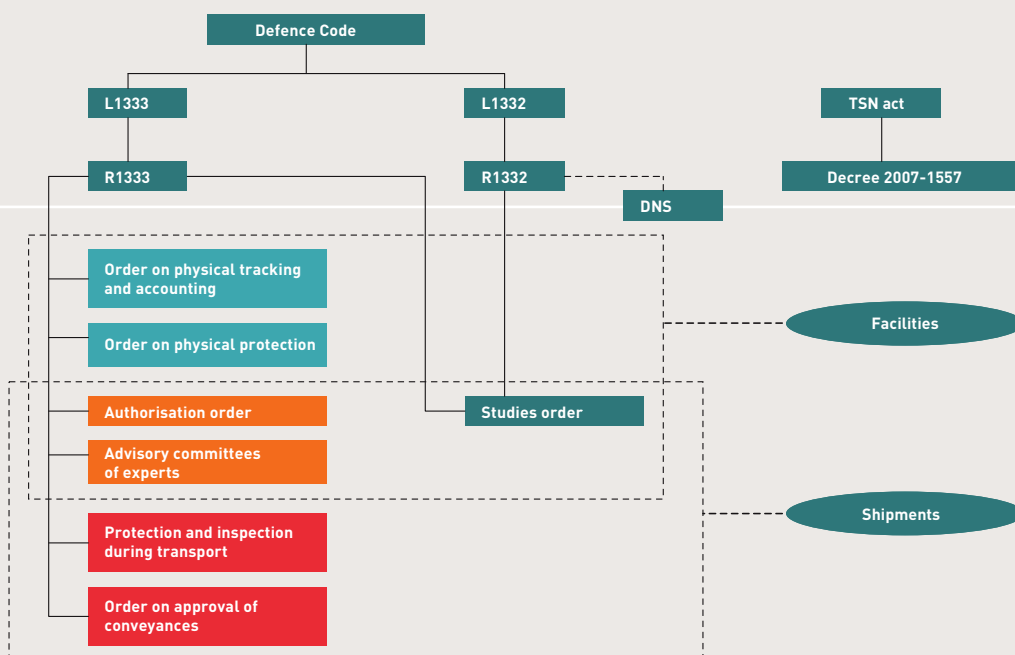 Defence Code
L1333
L1332
TSN act
R1333
R1332
Decree 2007-1557
DNS
Order on physical tracking
and accounting
Order on physical protection
Facilities
Authorisation order
Studies order
Advisory committees
of experts
Shipments
Protection and inspection
during transport
Order on approval of
conveyances